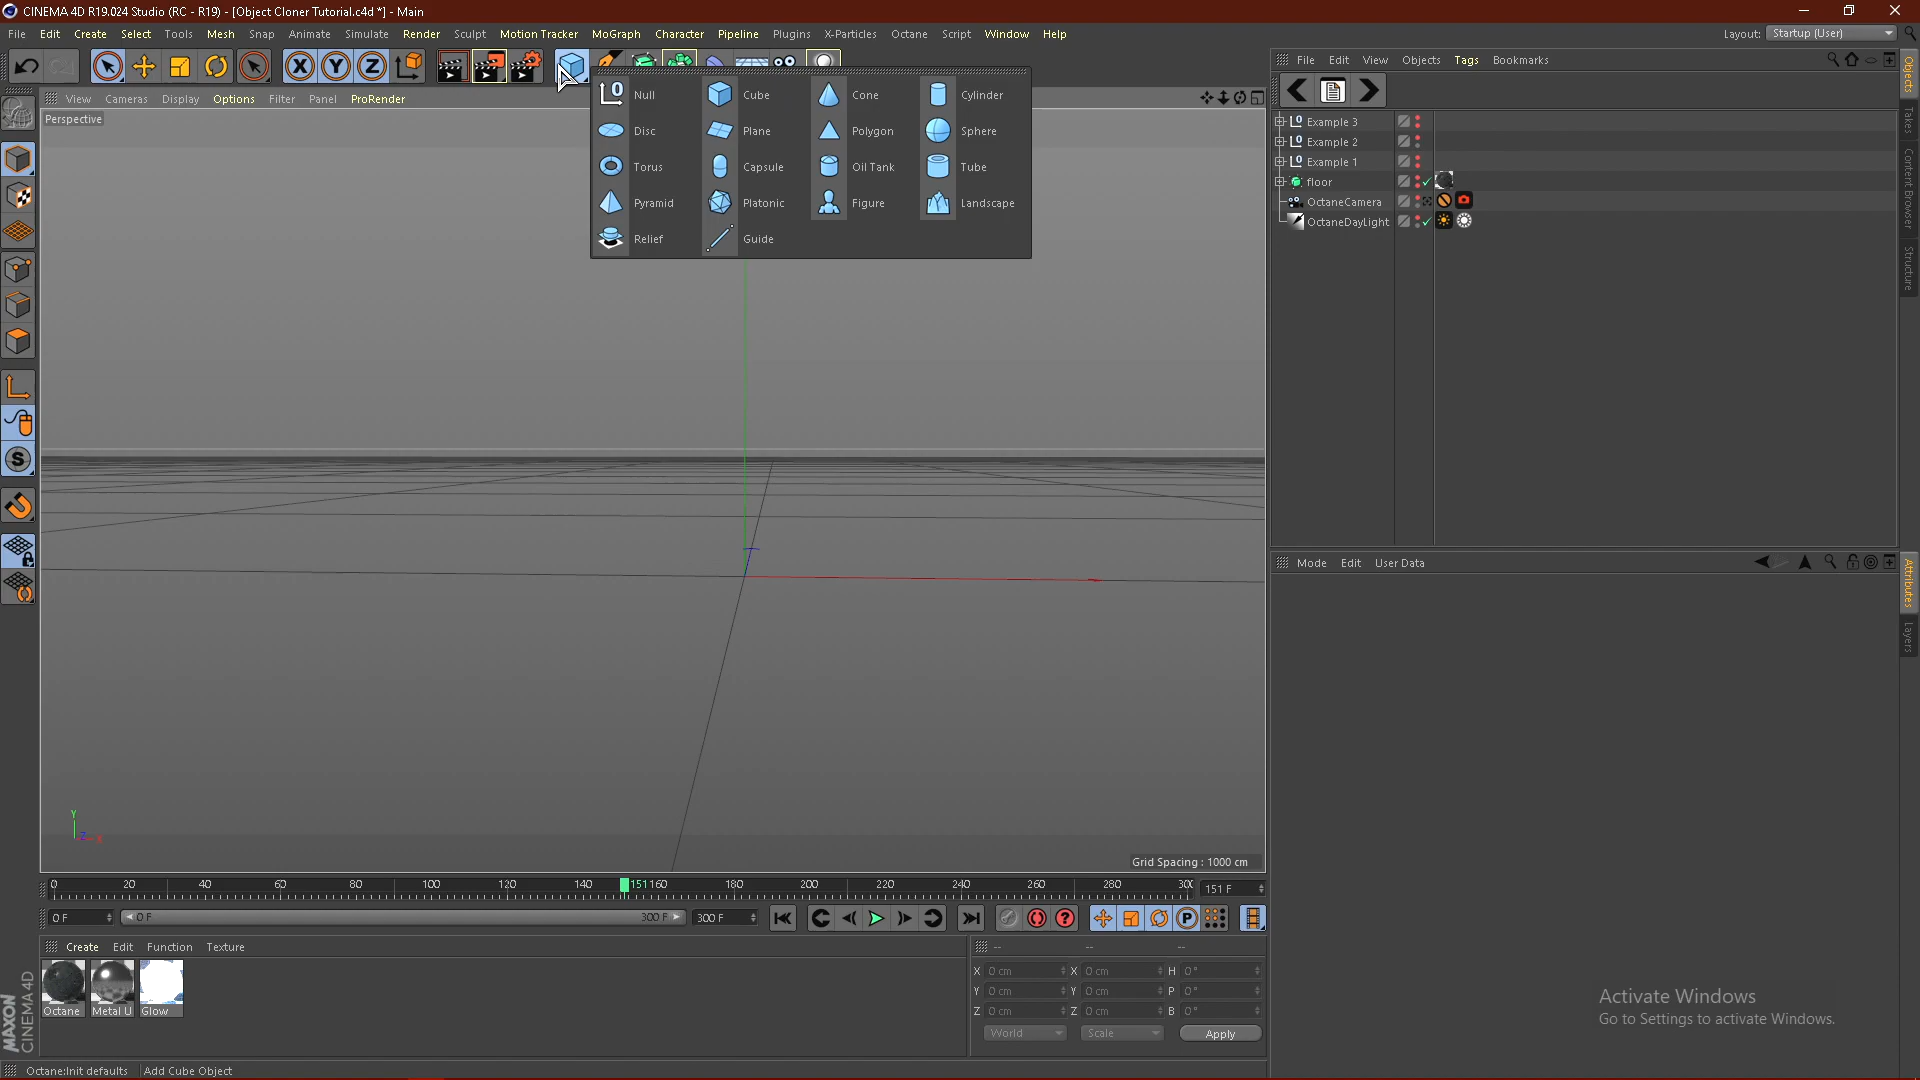 CINEMA 4D R19.024 Studio (RC - R19) - [Object Cloner Tutorial.c4d *] - Main
File Edit Create Select Tools Mesh Snap Animate Simulate Render Sculpt Motion Tracker MoGraph Character Pipeline Plugins X-Particles Octane Script Window Help
Layout: Startup (User)
View Cameras Display Options Filter Panel ProRender
Perspective
Null Cube Cone Cylinder
Disc Plane Polygon Sphere
Torus Capsule Oil Tank Tube
Pyramid Platonic Figure Landscape
Relief Guide
File Edit View Objects Tags Bookmarks
Example 3
Example 2
Example 1
floor
OctaneCamera
OctaneDayLight
Objects
Takes
Content Browser
Structure
Mode Edit User Data
Attributes
Layers
Y
Z X
Grid Spacing : 1000 cm
0 20 40 60 80 100 120 140 151 160 180 200 220 240 260 280 30
151 F
0 F
0 F
300 F
300 F
Create Edit Function Texture
Octane Metal U Glow
-- -- --
X 0 cm X 0 cm H 0°
Y 0 cm Y 0 cm P 0°
Z 0 cm Z 0 cm B 0°
World Scale Apply
MAXON
CINEMA 4D
Activate Windows
Go to Settings to activate Windows.
Octane:Init defaults Add Cube Object